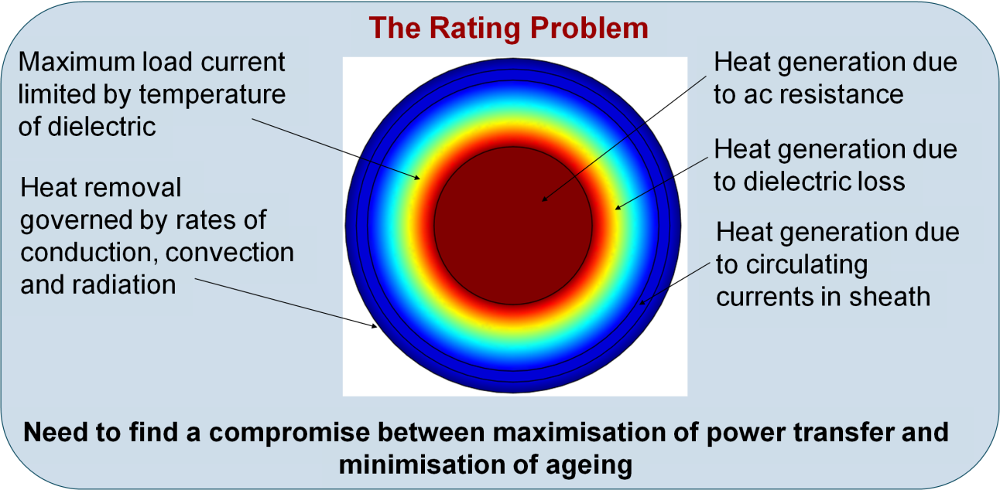 The Rating Problem
Maximum load current
limited by temperature
of dielectric
Heat removal
governed by rates of
conduction, convection
and radiation
Heat generation due
to ac resistance
Heat generation due
to dielectric loss
Heat generation due
to circulating
currents in sheath
Need to find a compromise between maximisation of power transfer and
minimisation of ageing